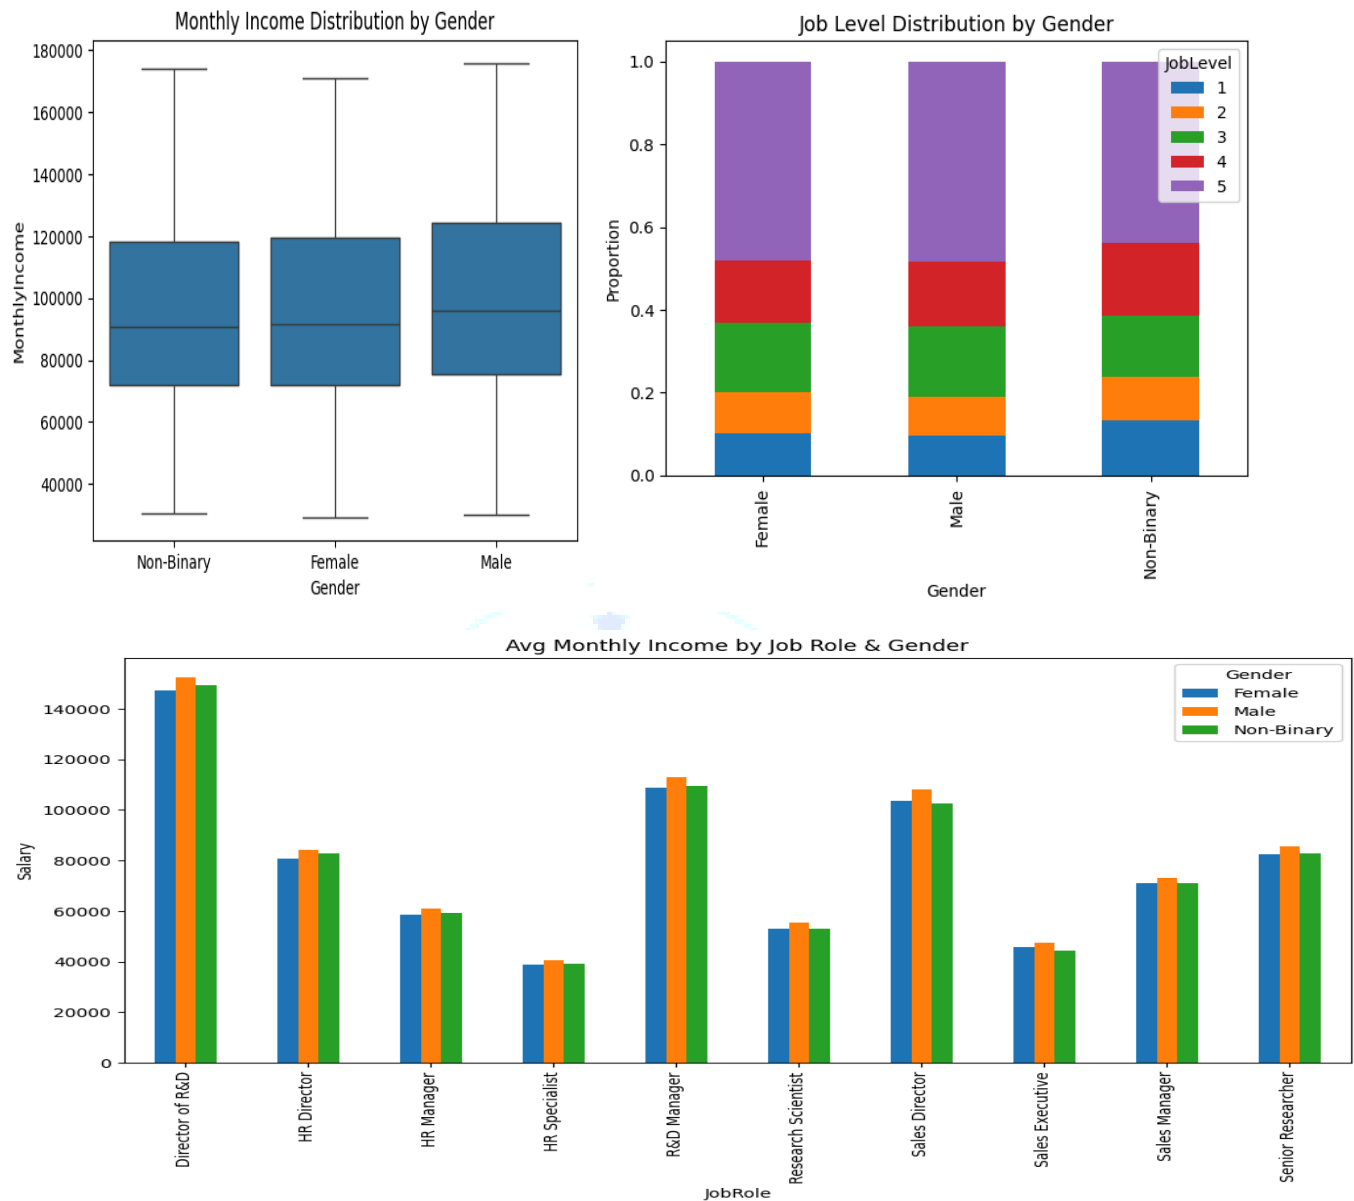 Monthly Income Distribution by Gender
180000
160000
140000
120000
100000
80000
60000
40000
MonthlyIncome
Non-Binary
Female
Male
Gender
Job Level Distribution by Gender
JobLevel
1
2
3
4
5
1.0
0.8
0.6
0.4
0.2
0.0
Proportion
Female
Male
Non-Binary
Gender
Avg Monthly Income by Job Role & Gender
Gender
Female
Male
Non-Binary
140000
120000
100000
80000
60000
40000
20000
0
Salary
Director of R&D
HR Director
HR Manager
HR Specialist
R&D Manager
Research Scientist
Sales Director
Sales Executive
Sales Manager
Senior Researcher
JobRole